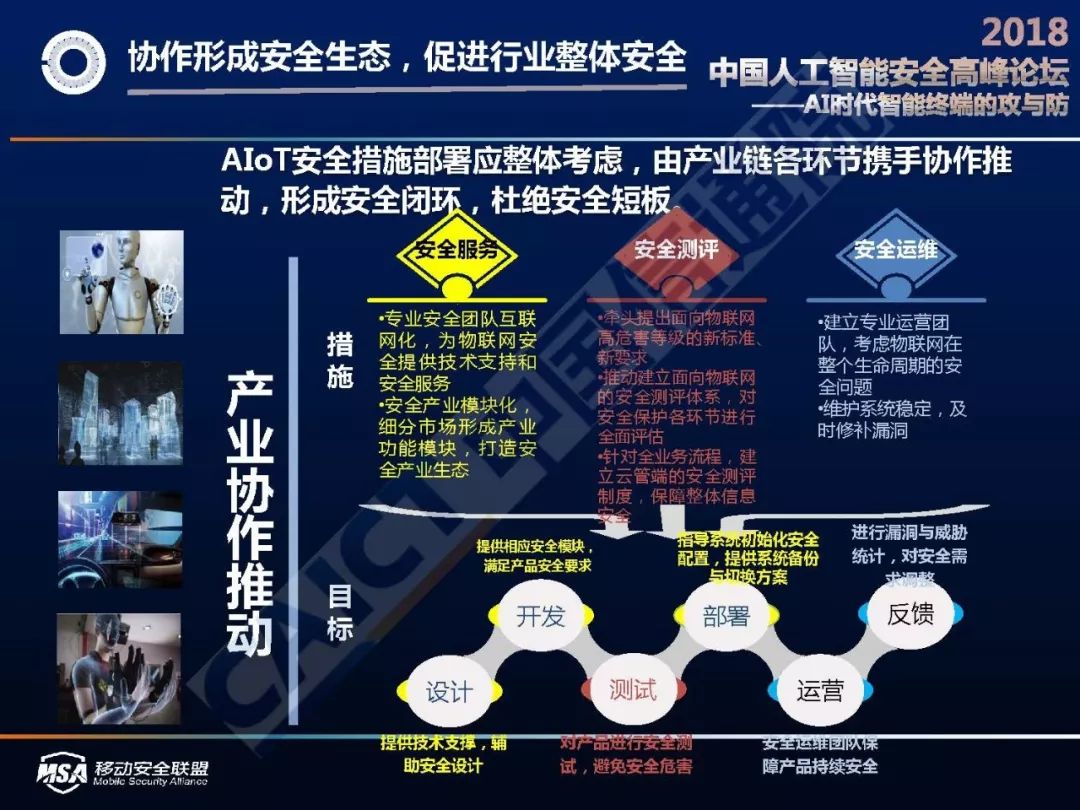 协作形成安全生态，促进行业整体安全
2018
中国人工智能安全高峰论坛
——AI时代智能终端的攻与防
AIoT安全措施部署应整体考虑，由产业链各环节携手协作推
动，形成安全闭环，杜绝安全短板。
产业协作推动
措施
安全服务
•专业安全团队互联
网化，为物联网安
全提供技术支持和
安全服务
•安全产业模块化，
细分市场形成产业
功能模块，打造安
全产业生态
安全测评
•牵头提出面向物联网
高危害等级的新标准、
新要求
•推动建立面向物联网
的安全测评体系，对
安全保护各环节进行
全面评估
•针对全业务流程，建
立云管端的安全测评
制度，保障整体信息
安全
安全运维
•建立专业运营团
队，考虑物联网在
整个生命周期的安
全问题
•维护系统稳定，及
时修补漏洞
目标
提供相应安全模块，
满足产品安全要求
指导系统初始化安全
配置，提供系统备份
与切换方案
进行漏洞与威胁
统计，对安全需
求调整
开发
部署
反馈
设计
测试
运营
提供技术支撑，辅
助安全设计
对产品进行安全测
试，避免安全危害
安全运维团队保
障产品持续安全
MSA 移动安全联盟
Mobile Security Alliance